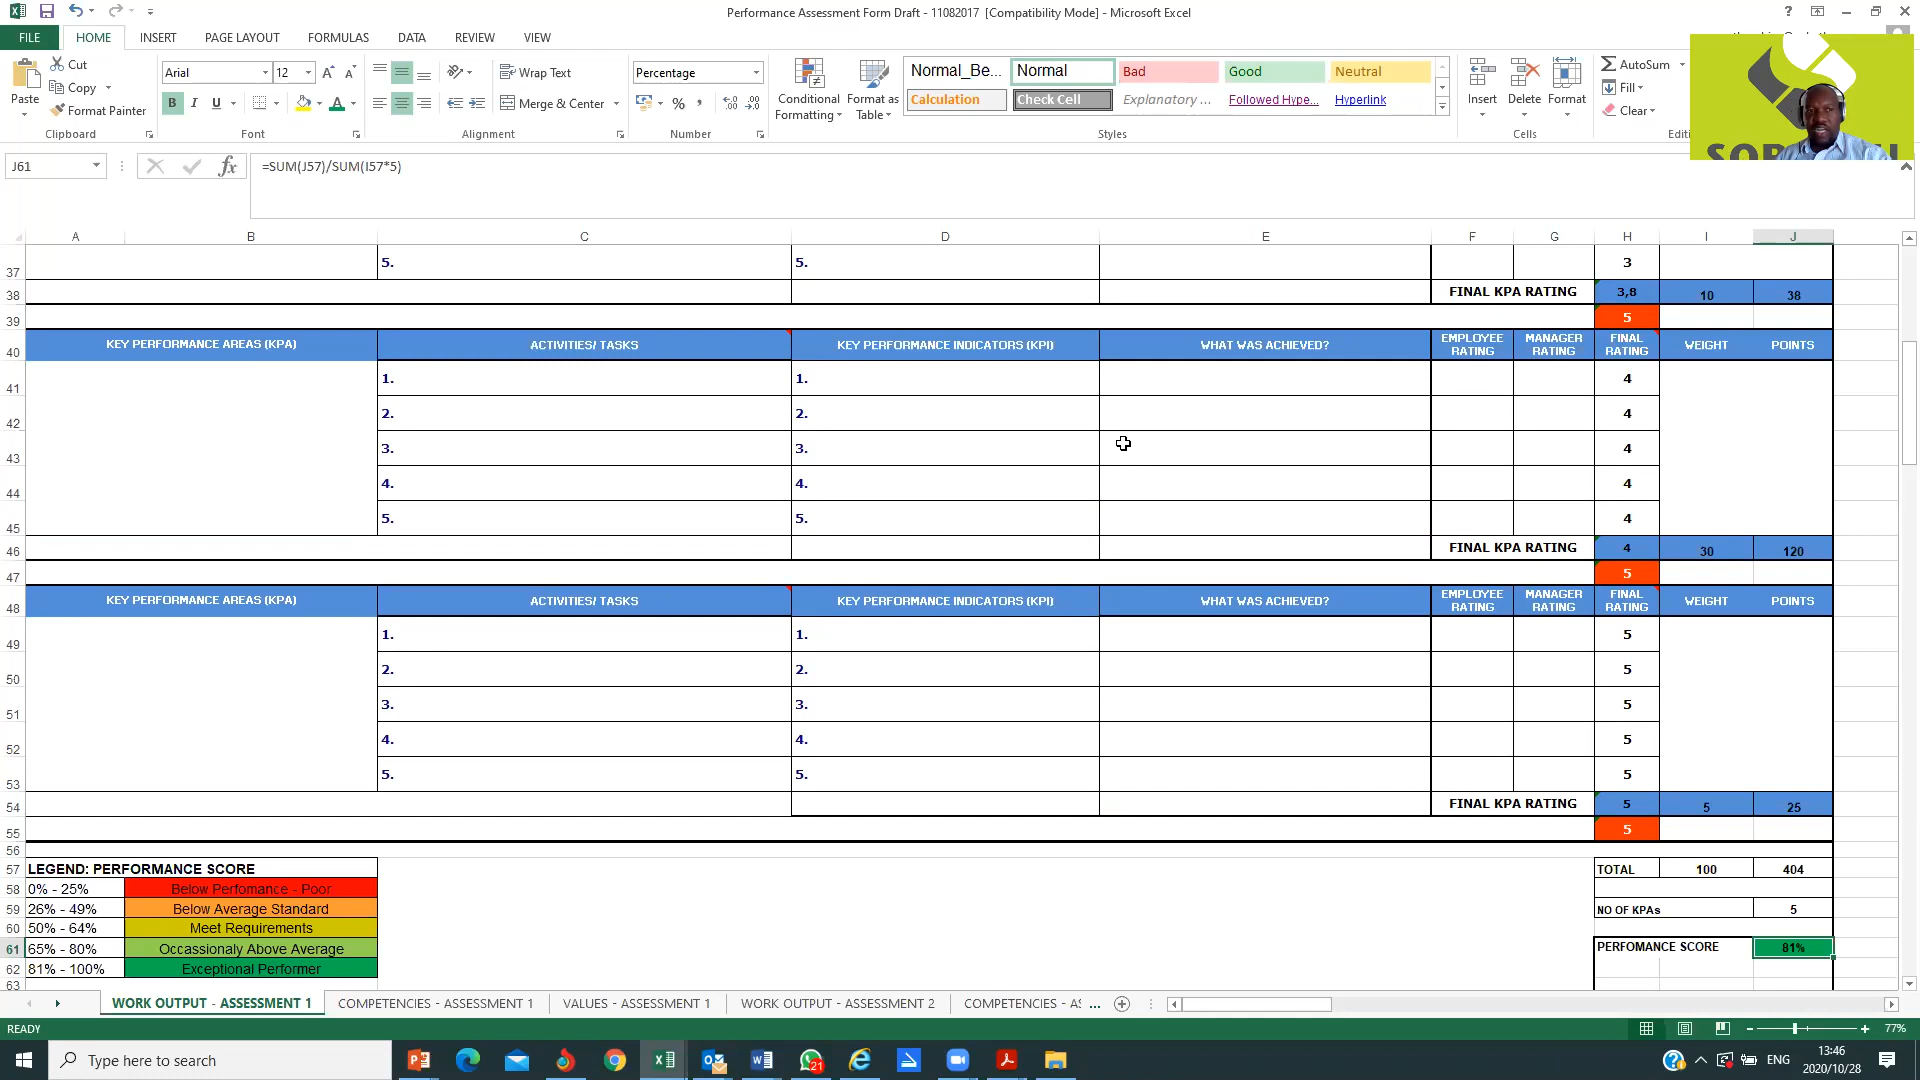 Performance Assessment Form Draft - 11082017 [Compatibility Mode] - Microsoft Excel
FILE HOME INSERT PAGE LAYOUT FORMULAS DATA REVIEW VIEW
Paste
Cut
Copy
Format Painter
Clipboard
Arial 12
B I U
Font
Wrap Text
Merge & Center
Alignment
Percentage
%
Number
Conditional Formatting
Format as Table
Normal_Be... Normal Bad Good Neutral
Calculation Check Cell Explanatory ... Followed Hype... Hyperlink
Styles
Insert Delete Format
Cells
AutoSum
Fill
Clear
J61 fx =SUM(J57)/SUM(I57*5)
A B C D E F G H I J
37 5. 5. 3
38 FINAL KPA RATING 3,8 10 38
39 5
40 KEY PERFORMANCE AREAS (KPA) ACTIVITIES/ TASKS KEY PERFORMANCE INDICATORS (KPI) WHAT WAS ACHIEVED? EMPLOYEE RATING MANAGER RATING FINAL RATING WEIGHT POINTS
41 1. 1. 4
42 2. 2. 4
43 3. 3. 4
44 4. 4. 4
45 5. 5. 4
46 FINAL KPA RATING 4 30 120
47 5
48 KEY PERFORMANCE AREAS (KPA) ACTIVITIES/ TASKS KEY PERFORMANCE INDICATORS (KPI) WHAT WAS ACHIEVED? EMPLOYEE RATING MANAGER RATING FINAL RATING WEIGHT POINTS
49 1. 1. 5
50 2. 2. 5
51 3. 3. 5
52 4. 4. 5
53 5. 5. 5
54 FINAL KPA RATING 5 5 25
55 5
56
57 LEGEND: PERFORMANCE SCORE TOTAL 100 404
58 0% - 25% Below Perfomance - Poor
59 26% - 49% Below Average Standard NO OF KPAs 5
60 50% - 64% Meet Requirements
61 65% - 80% Occassionaly Above Average PERFOMANCE SCORE 81%
62 81% - 100% Exceptional Performer
63
WORK OUTPUT - ASSESSMENT 1 COMPETENCIES - ASSESSMENT 1 VALUES - ASSESSMENT 1 WORK OUTPUT - ASSESSMENT 2 COMPETENCIES - AS ...
READY 77%
Type here to search 21 ENG 13:46
2020/10/28